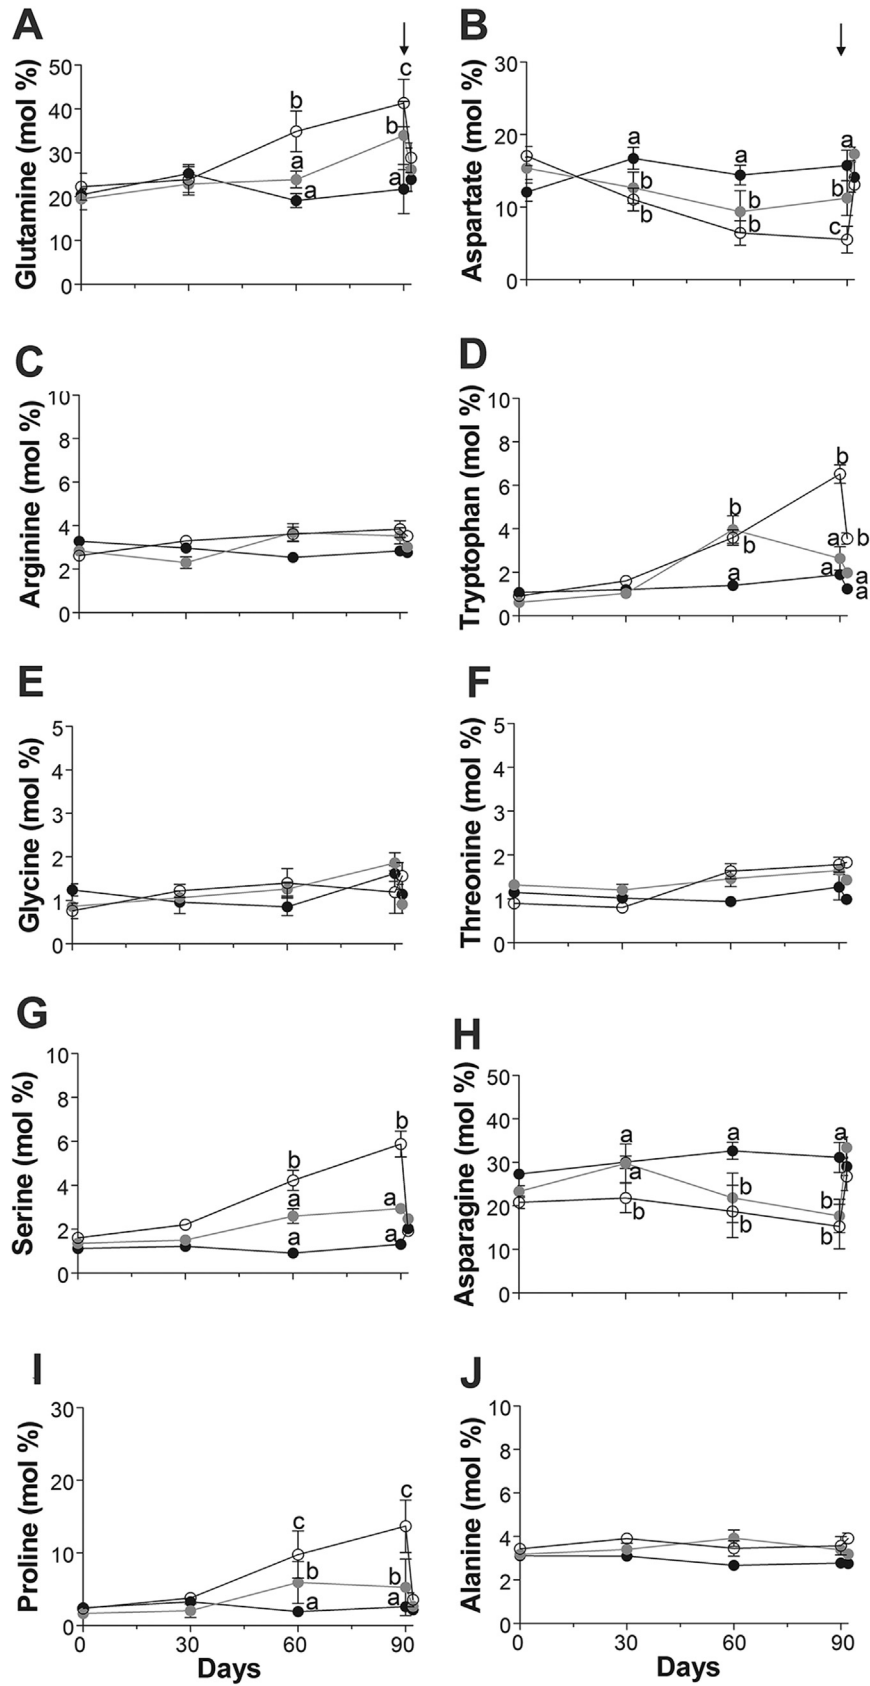 A
B
Glutamine (mol %)
50
40
30
20
10
0
b
a
a
c
b
a
Aspartate (mol %)
30
20
10
0
a
b
b
a
b
b
a
b
c
C
D
Arginine (mol %)
10
8
6
4
2
0
Tryptophan (mol %)
10
8
6
4
2
0
b
b
a
b
a
a
b
a
a
E
F
Glycine (mol %)
5
4
3
2
1
0
Threonine (mol %)
5
4
3
2
1
0
G
H
Serine (mol %)
10
8
6
4
2
0
b
a
a
b
a
a
Asparagine (mol %)
50
40
30
20
10
0
a
a
b
a
b
b
a
b
b
I
J
Proline (mol %)
30
20
10
0
c
b
a
c
b
a
0 30 60 90
Days
Alanine (mol %)
10
8
6
4
2
0
0 30 60 90
Days